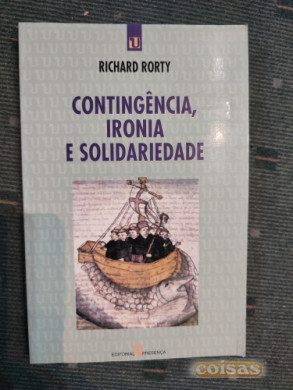 U
RICHARD RORTY
CONTINGÊNCIA,
IRONIA
E SOLIDARIEDADE
EDITORIAL PRESENÇA
coisas